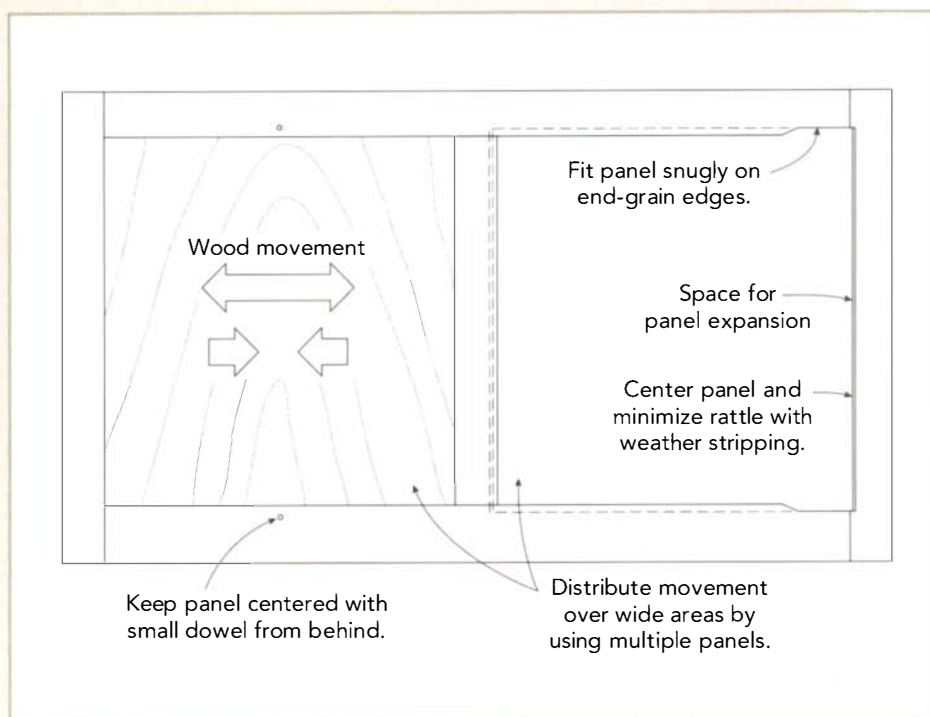 Fit panel snugly on
end-grain edges.
Wood movement
Space for
panel expansion
Center panel and
minimize rattle with
weather stripping.
Keep panel centered with
small dowel from behind.
Distribute movement
over wide areas by
using multiple panels.